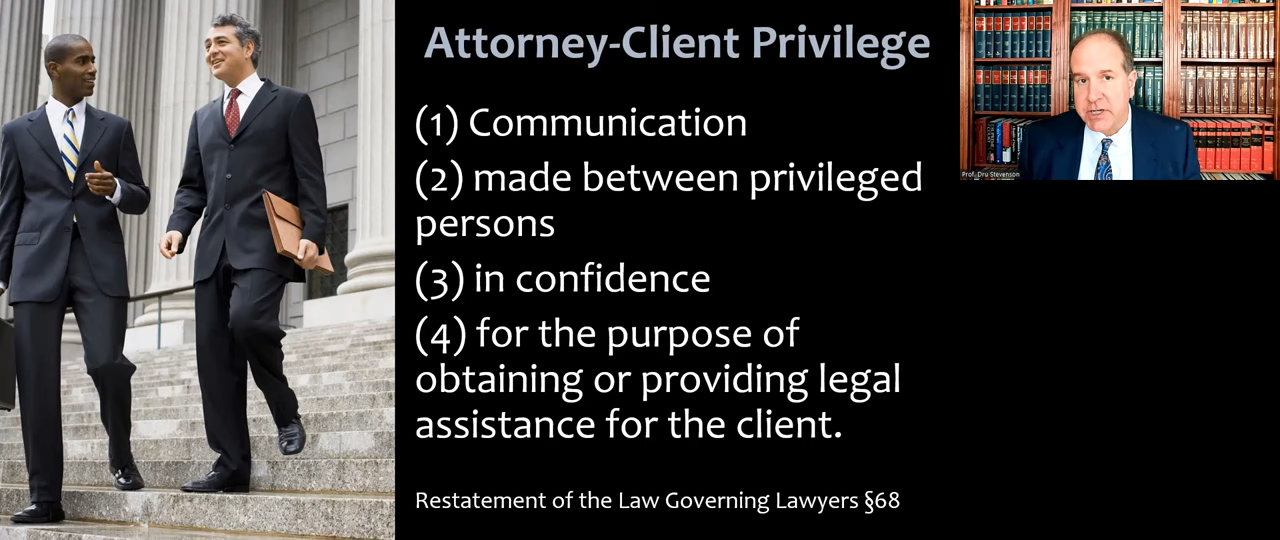 Attorney-Client Privilege
(1) Communication
(2) made between privileged
persons
(3) in confidence
(4) for the purpose of
obtaining or providing legal
assistance for the client.
Restatement of the Law Governing Lawyers §68
Prof. Dru Stevenson